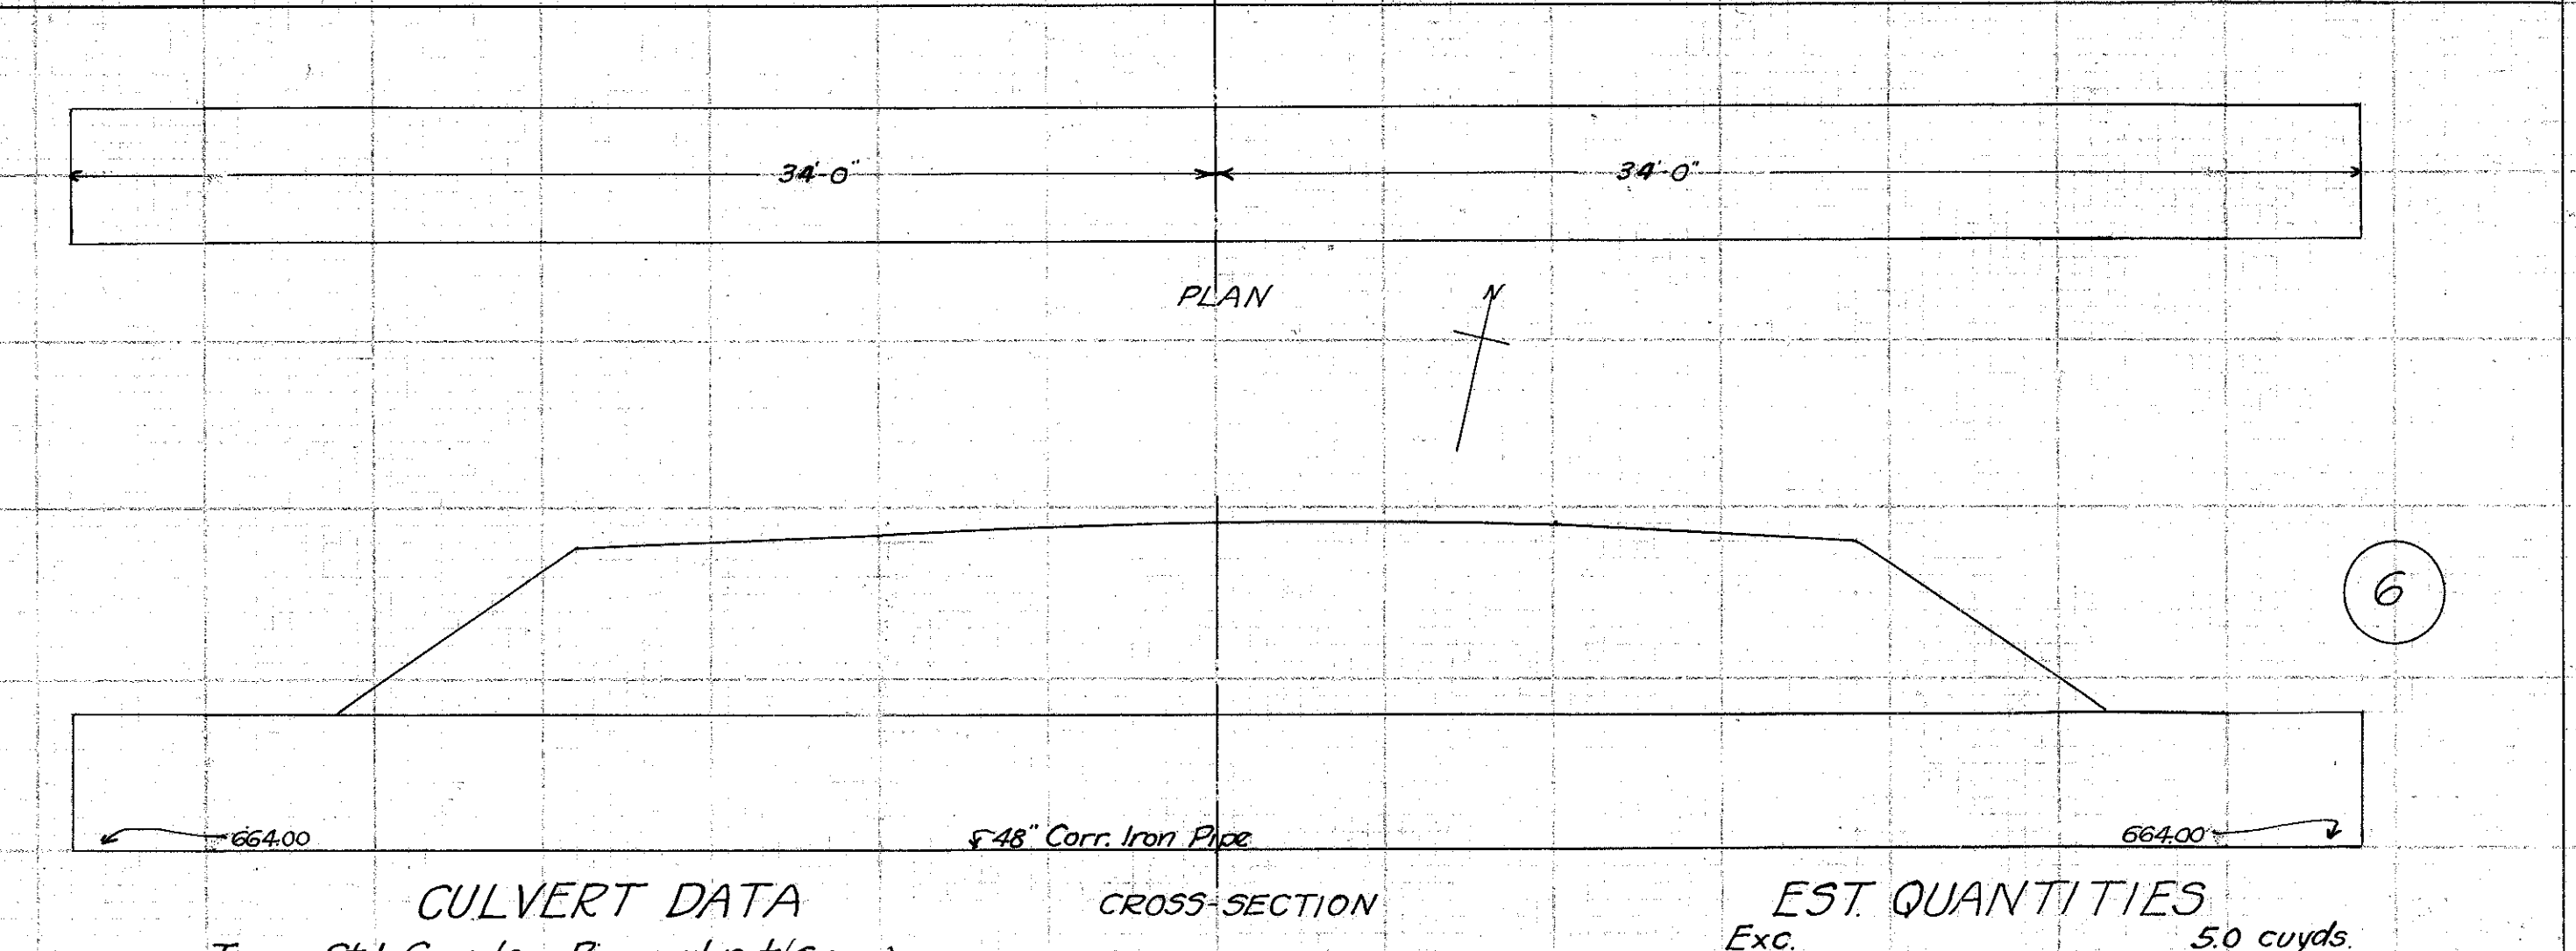 34'-0" 34'-0"
PLAN
N
6
664.00 48" Corr. Iron Pipe 664.00
CULVERT DATA CROSS-SECTION EST. QUANTITIES
Exc. 5.0 cuyds.